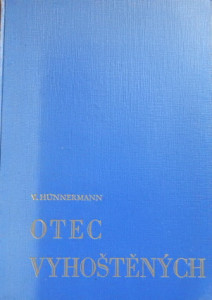 V. HÜNNERMANN
OTEC
VYHOŠTĚNÝCH